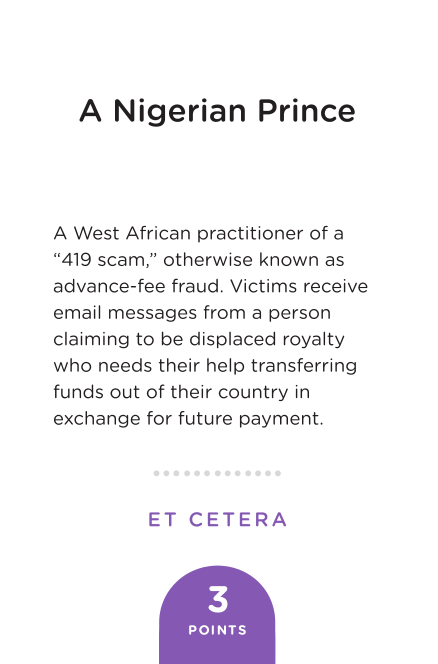 A Nigerian Prince
A West African practitioner of a
“419 scam,” otherwise known as
advance-fee fraud. Victims receive
email messages from a person
claiming to be displaced royalty
who needs their help transferring
funds out of their country in
exchange for future payment.
ET CETERA
3
POINTS